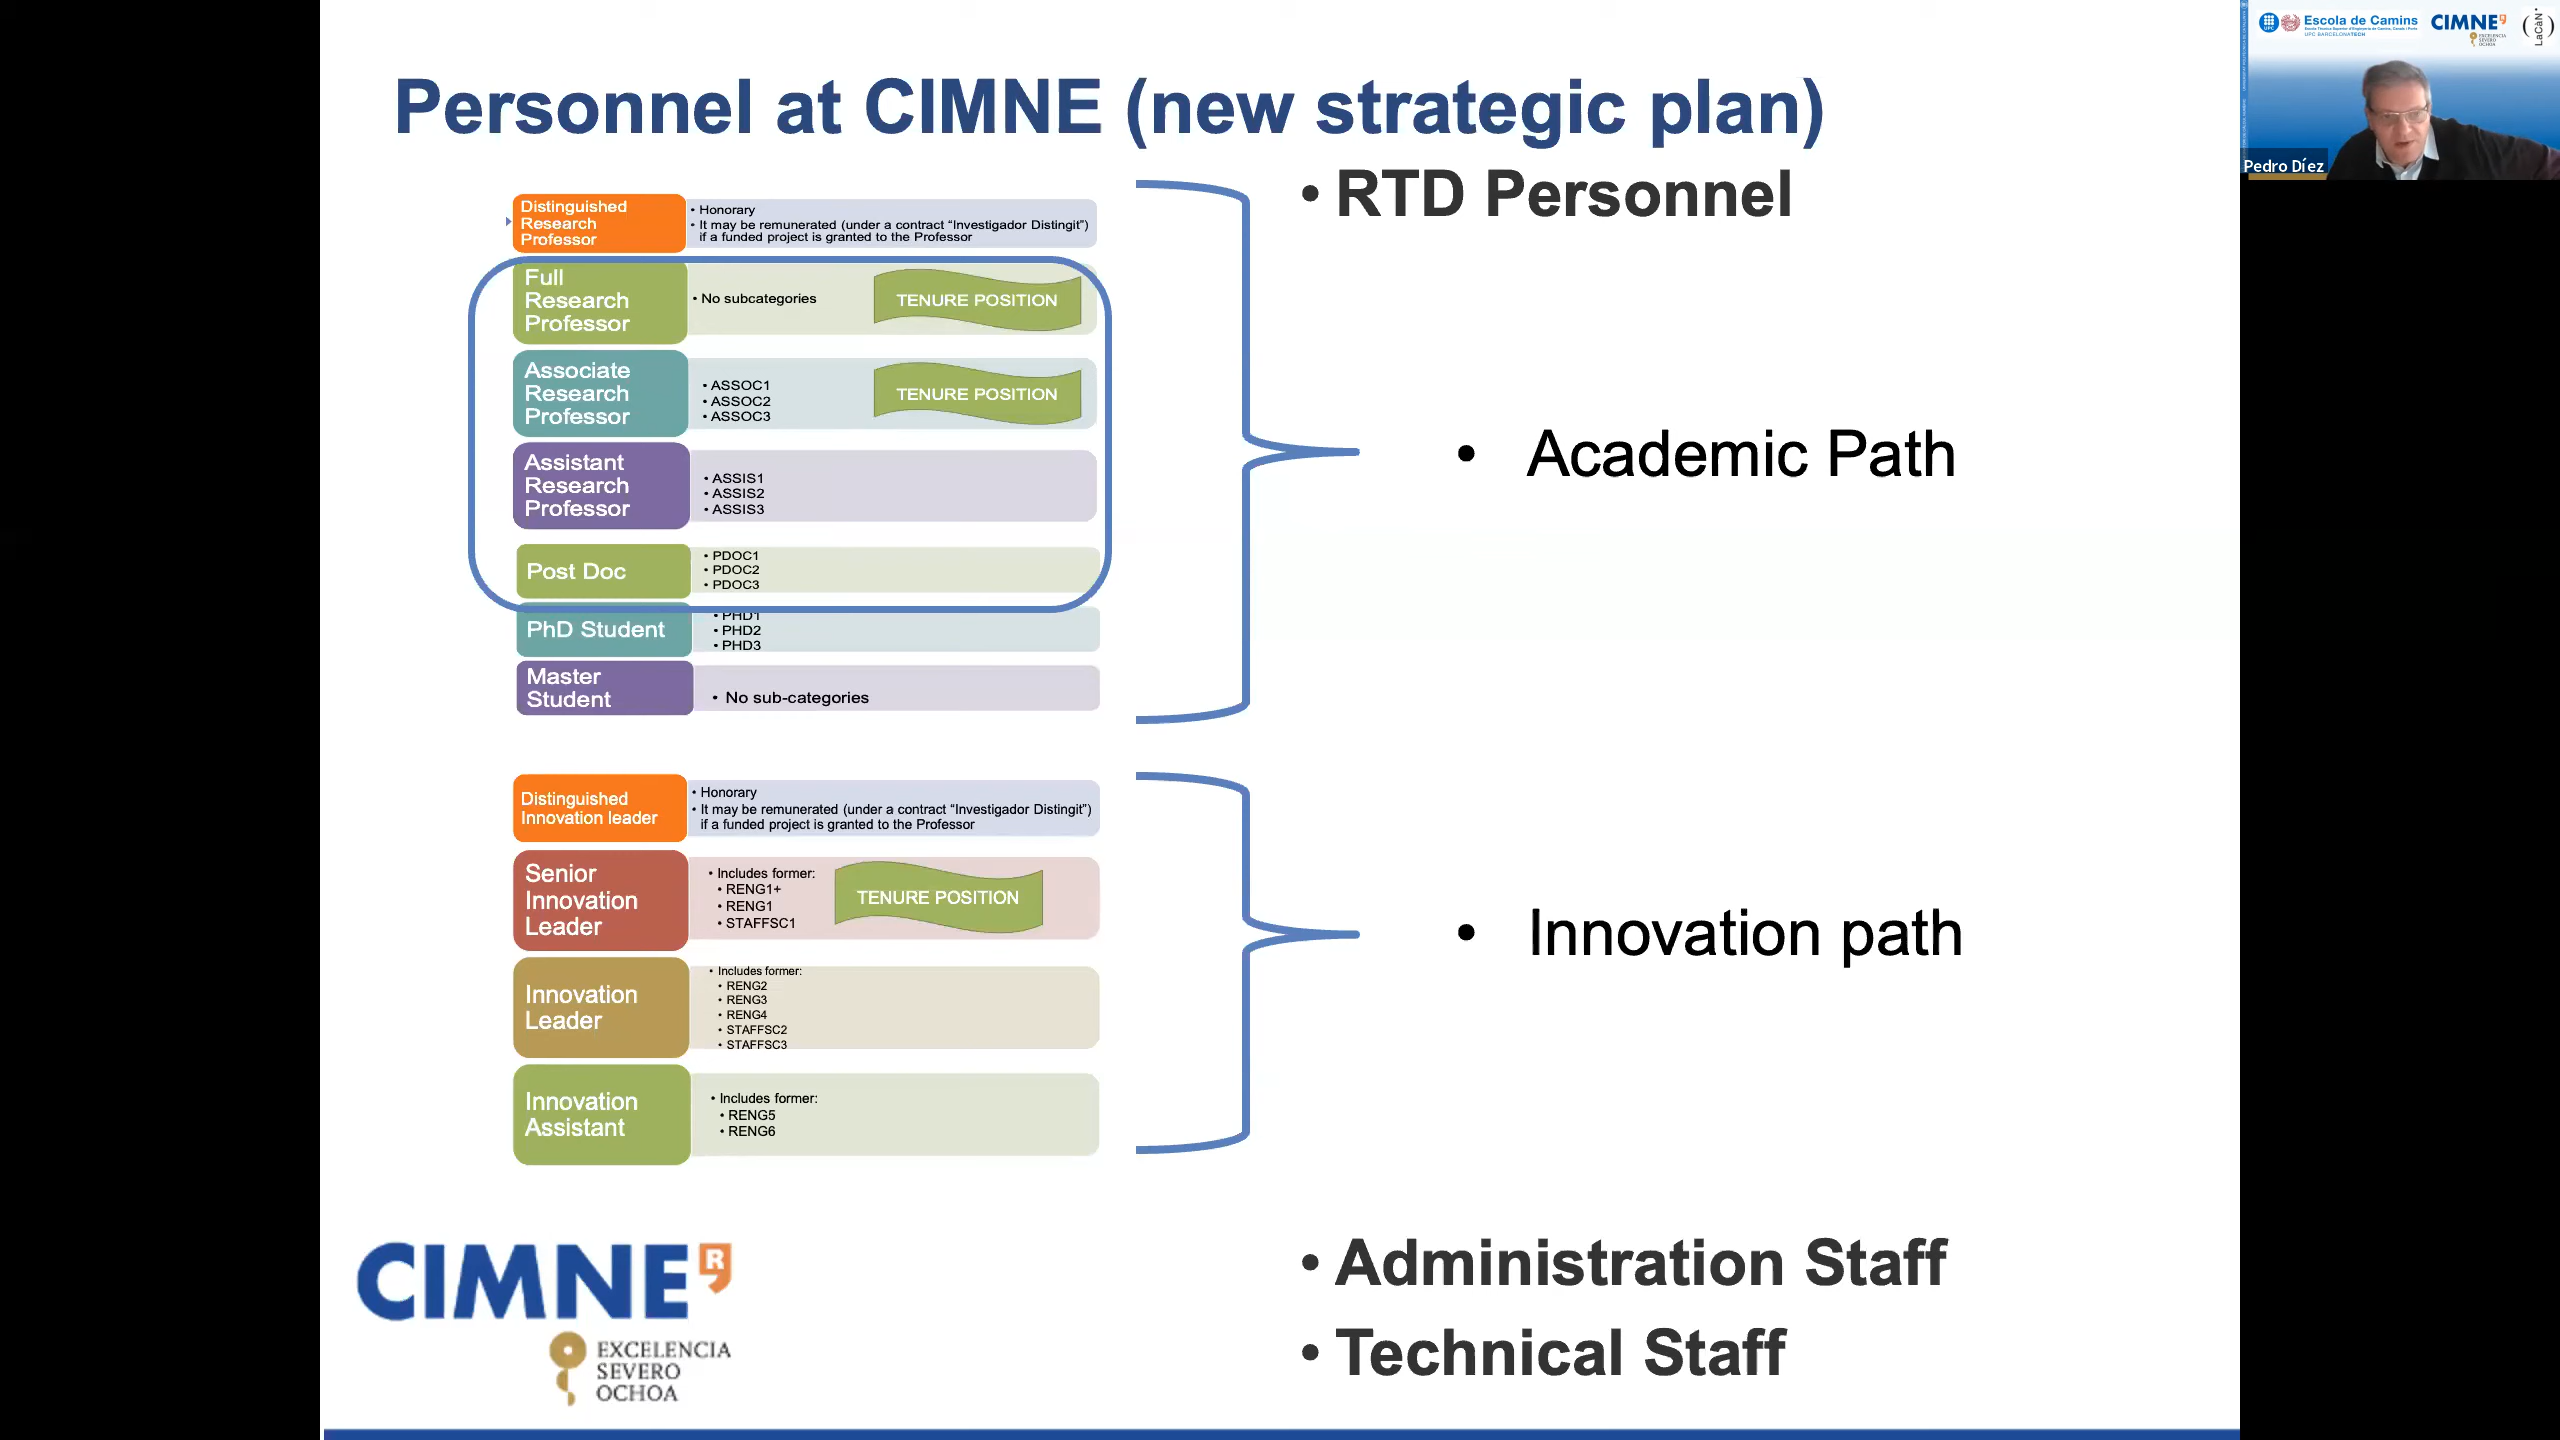 Personnel at CIMNE (new strategic plan)
• RTD Personnel
Distinguished
Research
Professor
• Honorary
• It may be remunerated (under a contract “Investigador Distingit”)
if a funded project is granted to the Professor
Full
Research
Professor
• No subcategories
TENURE POSITION
Associate
Research
Professor
• ASSOC1
• ASSOC2
• ASSOC3
TENURE POSITION
Assistant
Research
Professor
• ASSIS1
• ASSIS2
• ASSIS3
Post Doc
• PDOC1
• PDOC2
• PDOC3
PhD Student
• PHD1
• PHD2
• PHD3
Master
Student
• No sub-categories
• Academic Path
Distinguished
Innovation leader
• Honorary
• It may be remunerated (under a contract “Investigador Distingit”)
if a funded project is granted to the Professor
Senior
Innovation
Leader
• Includes former:
• RENG1+
• RENG1
• STAFFSC1
TENURE POSITION
Innovation
Leader
• Includes former:
• RENG2
• RENG3
• RENG4
• STAFFSC2
• STAFFSC3
Innovation
Assistant
• Includes former:
• RENG5
• RENG6
• Innovation path
• Administration Staff
• Technical Staff
CIMNE R
EXCELENCIA
SEVERO
OCHOA
UPC
Escola de Camins
UPC BARCELONATECH
CIMNE
EXCELENCIA
SEVERO
OCHOA
LaCàN
Pedro Díez